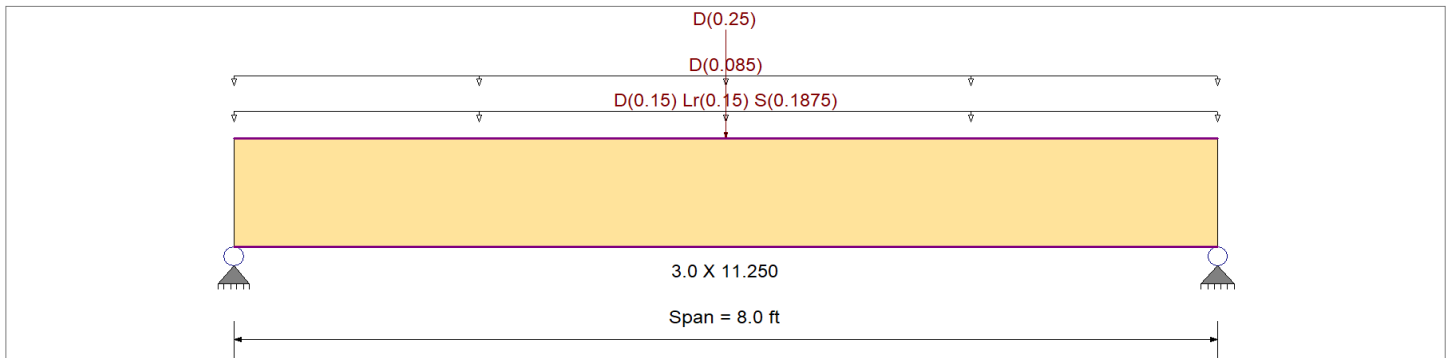 D(0.25)
D(0.085)
D(0.15) Lr(0.15) S(0.1875)
3.0 X 11.250
Span = 8.0 ft